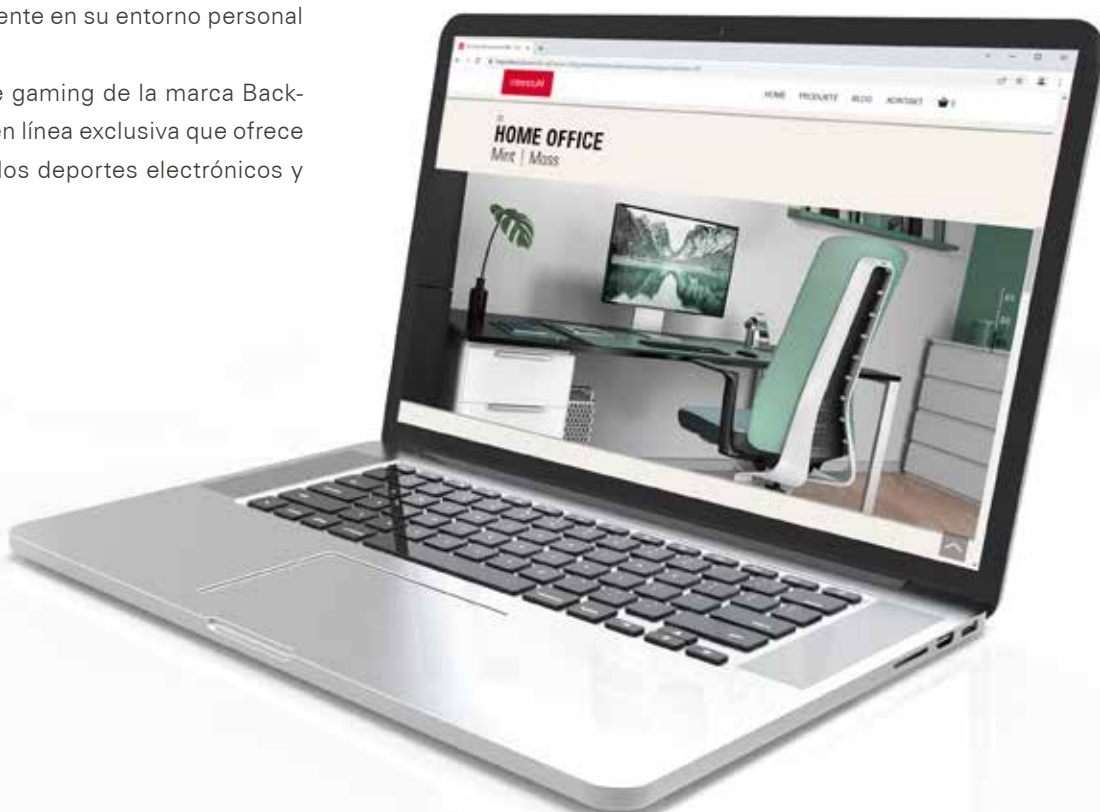 ente en su entorno personal
e gaming de la marca Back-
en línea exclusiva que ofrece
los deportes electrónicos y
interstuhl
HOME PRODUKTE BLOG KONTAKT
HOME OFFICE
Mint | Moss